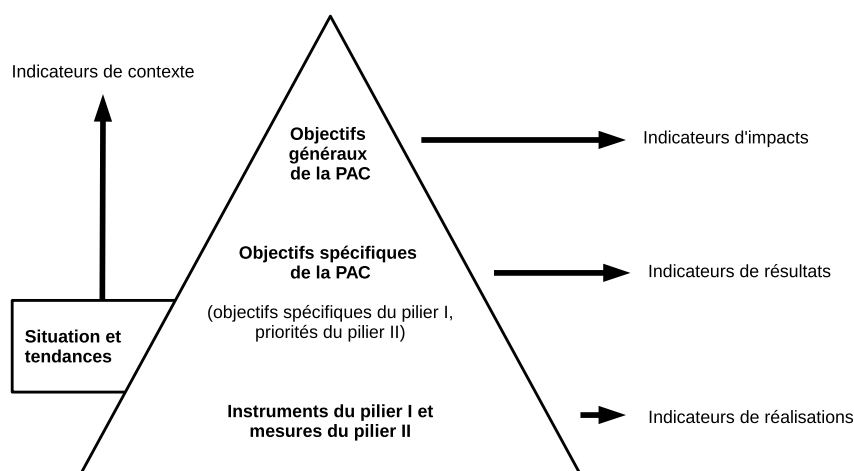 Indicateurs de contexte
Objectifs
généraux
de la PAC
Indicateurs d'impacts
Objectifs spécifiques
de la PAC
Indicateurs de résultats
(objectifs spécifiques du pilier I,
priorités du pilier II)
Situation et
tendances
Instruments du pilier I et
mesures du pilier II
Indicateurs de réalisations